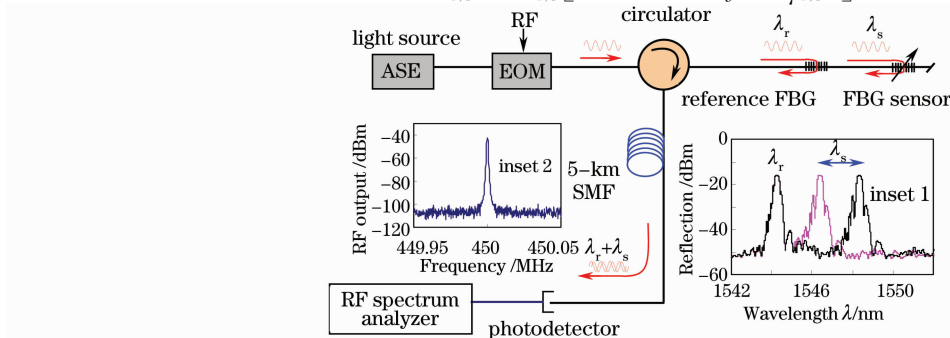 RF
circulator
light source
ASE
EOM
λr
λs
reference FBG
FBG sensor
5-km
SMF
RF output /dBm
−40
−60
−80
−100
−120
inset 2
449.95
450
450.05
Frequency /MHz
λr+λs
RF spectrum
analyzer
photodetector
Reflection /dBm
0
−20
−40
−60
λr
λs
inset 1
1542
1546
1550
Wavelength λ/nm